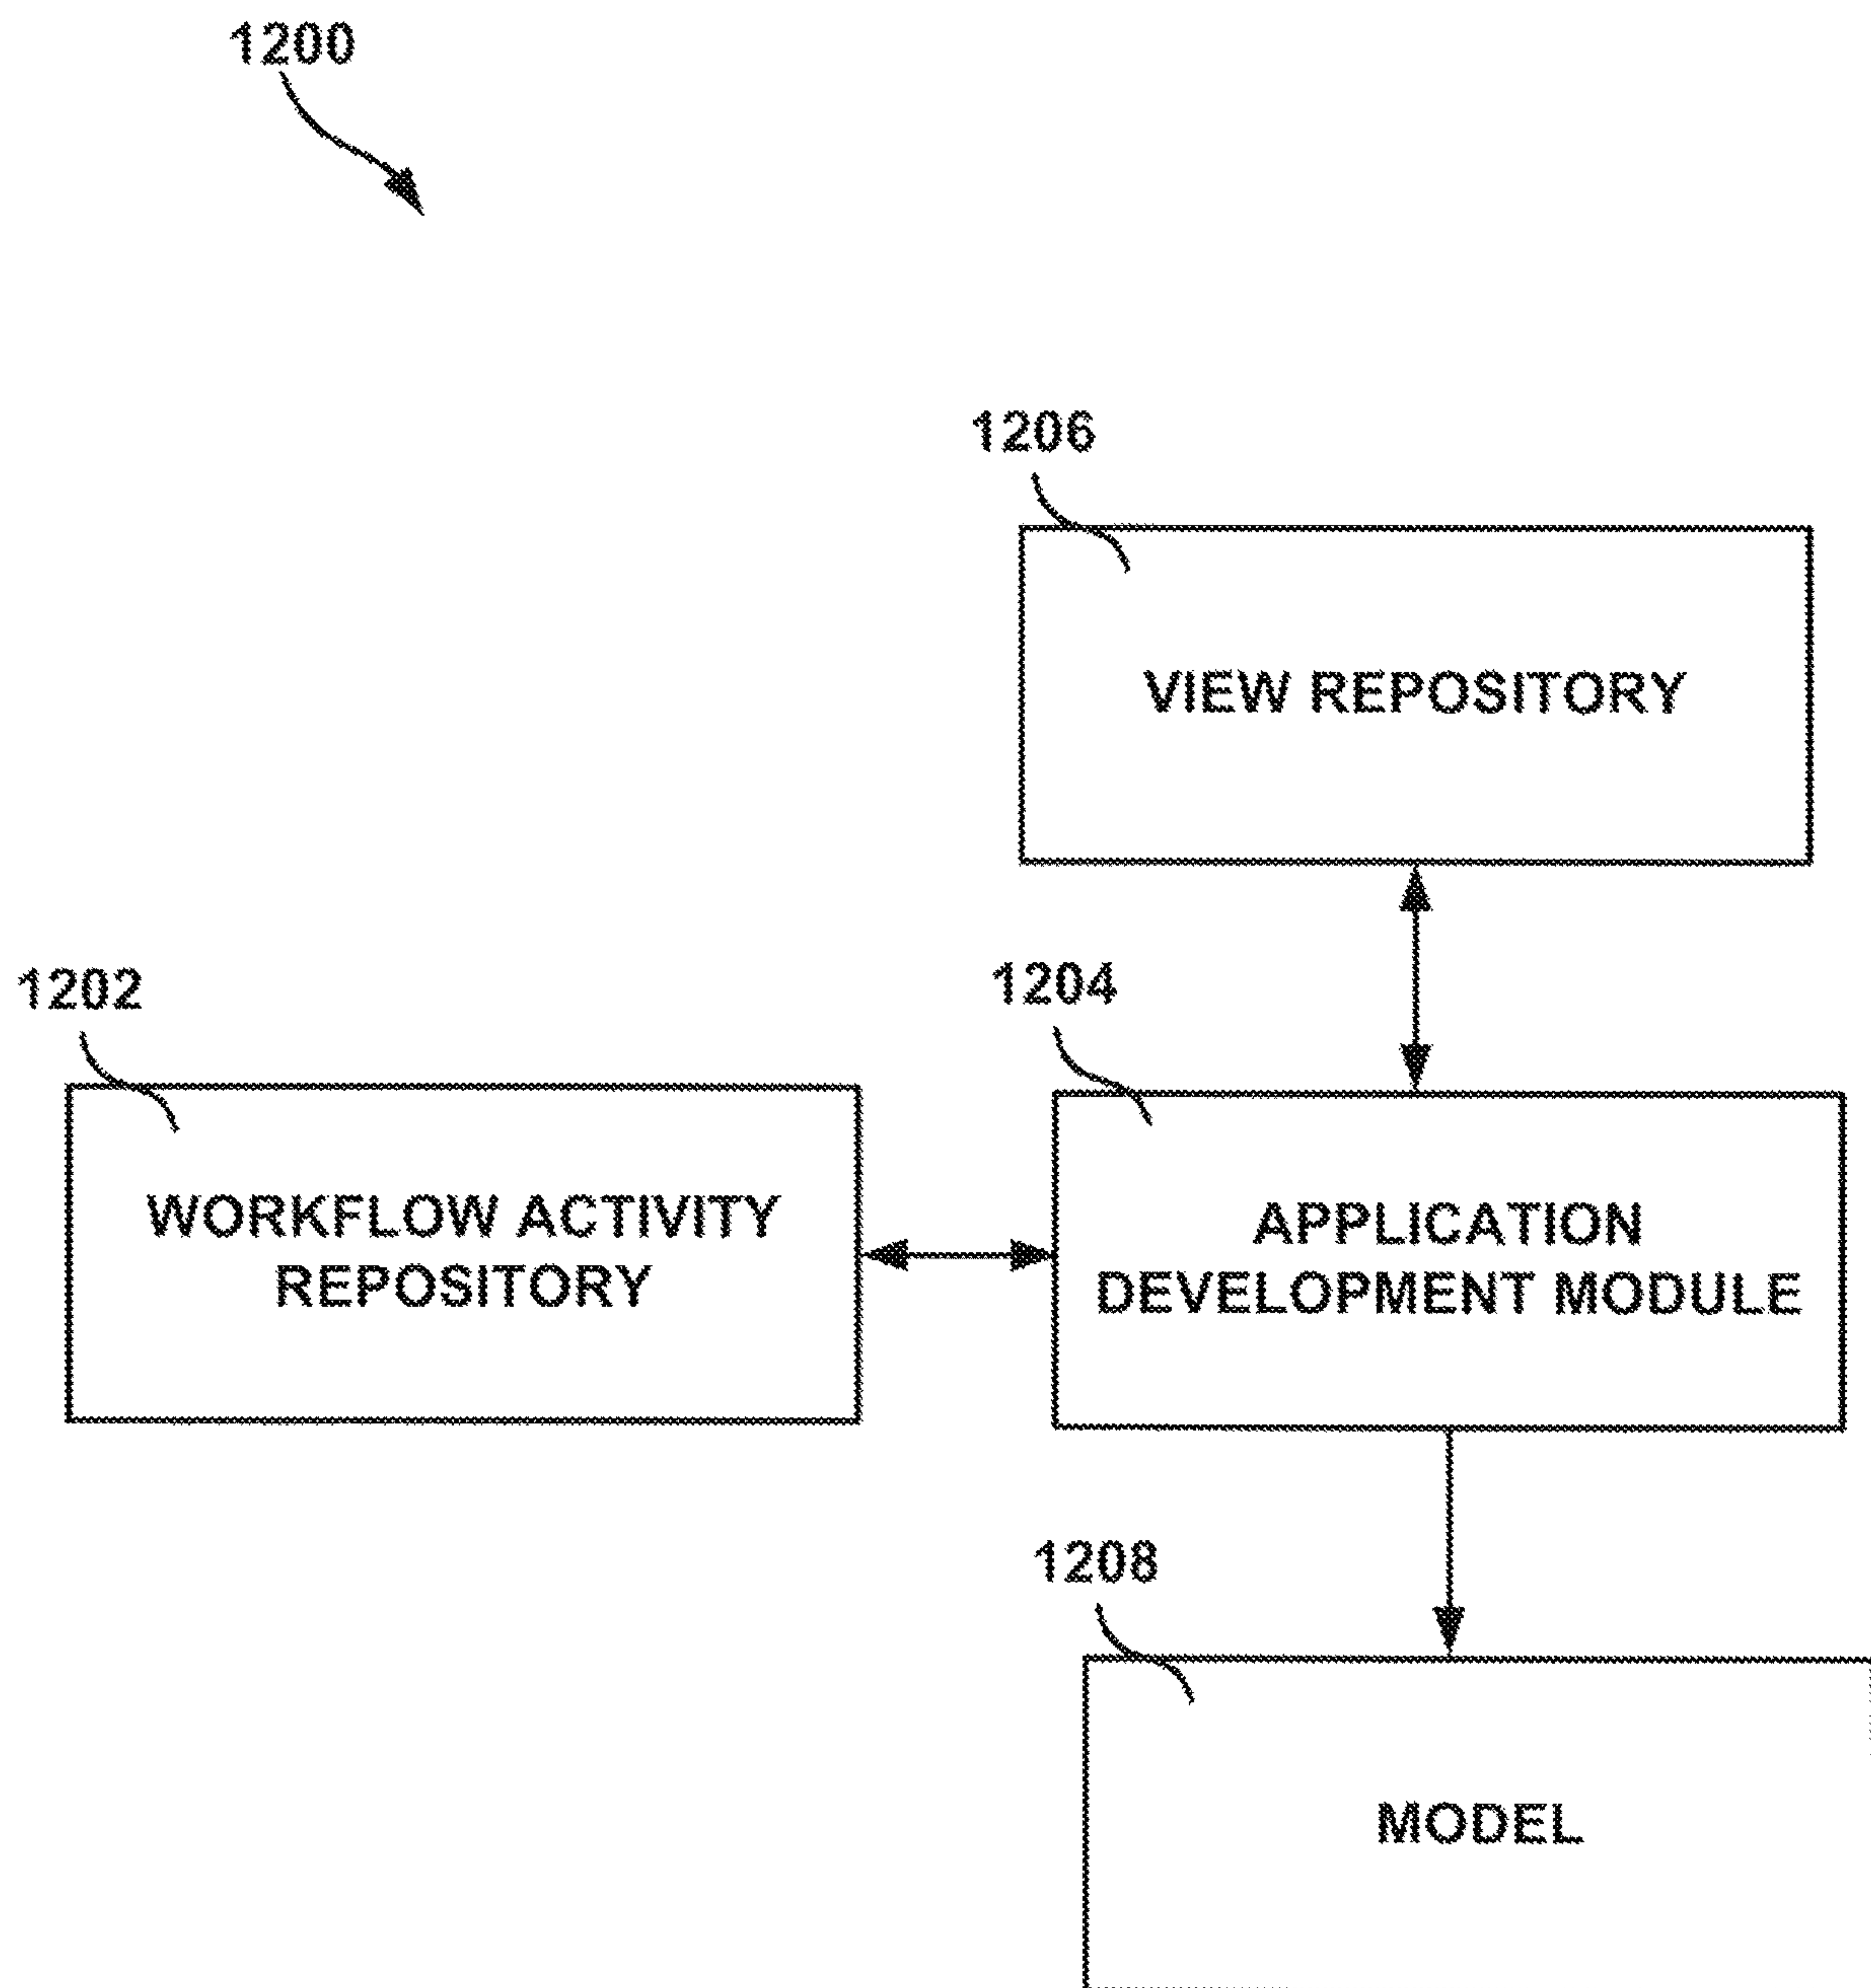 1200
1206
VIEW REPOSITORY
1202
1204
WORKFLOW ACTIVITY
REPOSITORY
APPLICATION
DEVELOPMENT MODULE
1208
MODEL